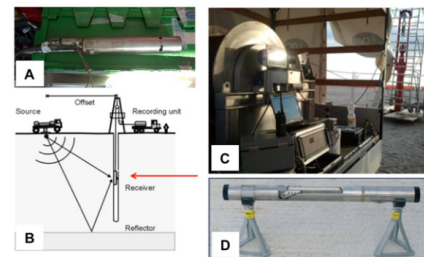 A
Source
Offset
Recording unit
Receiver
Reflector
B
C
D